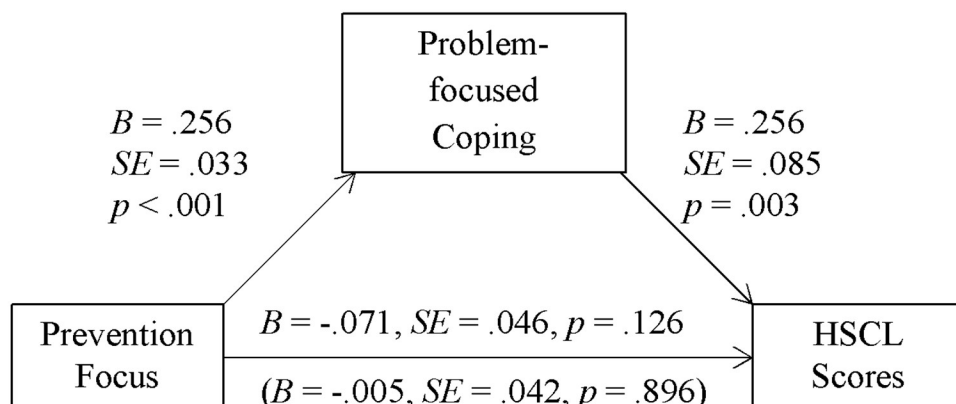 Problem-
focused
Coping
B = .256
SE = .033
p < .001
B = .256
SE = .085
p = .003
Prevention
Focus
B = -.071, SE = .046, p = .126
(B = -.005, SE = .042, p = .896)
HSCL
Scores